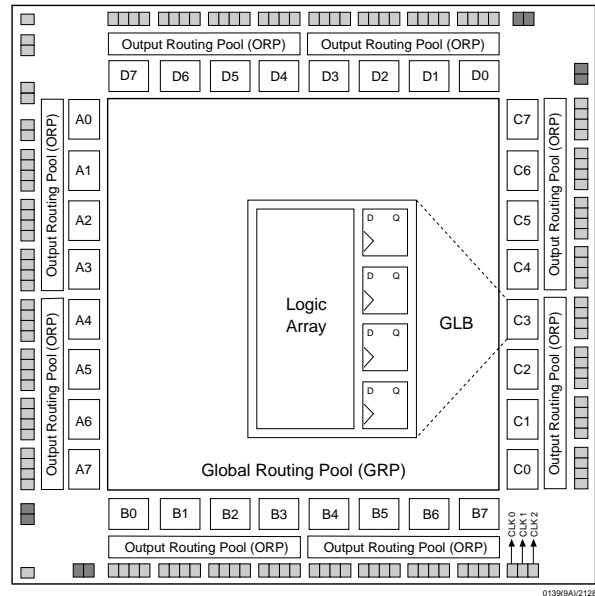 Output Routing Pool (ORP) Output Routing Pool (ORP)
D7 D6 D5 D4 D3 D2 D1 D0
Output Routing Pool (ORP)
Output Routing Pool (ORP)
A0
A1
A2
A3
A4
A5
A6
A7
Logic
Array
D Q
D Q
D Q
D Q
GLB
Global Routing Pool (GRP)
C7
C6
C5
C4
C3
C2
C1
C0
Output Routing Pool (ORP)
Output Routing Pool (ORP)
B0 B1 B2 B3 B4 B5 B6 B7
CLK 0
CLK 1
CLK 2
Output Routing Pool (ORP) Output Routing Pool (ORP)
0139(9A)/2128